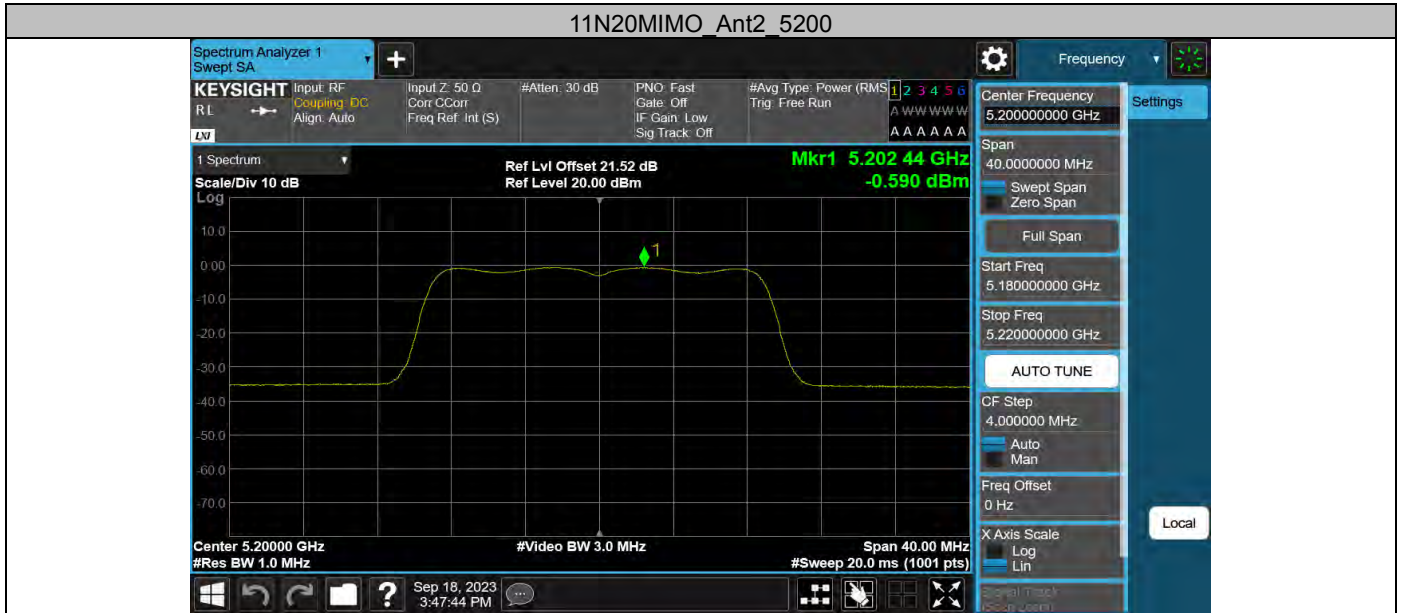 11N20MIMO_Ant2_5200
Spectrum Analyzer 1
Swept SA
+
Frequency
KEYSIGHT
RL
LXI
Input: RF
Coupling: DC
Align: Auto
Input Z: 50 Ω
Corr CCorr
Freq Ref: Int (S)
#Atten: 30 dB
PNO: Fast
Gate: Off
IF Gain: Low
Sig Track: Off
#Avg Type: Power (RMS
Trig: Free Run
1 2 3 4 5 6
A W W W W W
A A A A A A
1 Spectrum
Scale/Div 10 dB
Ref Lvl Offset 21.52 dB
Ref Level 20.00 dBm
Mkr1 5.202 44 GHz
-0.590 dBm
Log
10.0
0.00
-10.0
-20.0
-30.0
-40.0
-50.0
-60.0
-70.0
1
Center 5.20000 GHz
#Res BW 1.0 MHz
#Video BW 3.0 MHz
Span 40.00 MHz
#Sweep 20.0 ms (1001 pts)
?
Sep 18, 2023
3:47:44 PM
Center Frequency
5.200000000 GHz
Span
40.0000000 MHz
Swept Span
Zero Span
Full Span
Start Freq
5.180000000 GHz
Stop Freq
5.220000000 GHz
AUTO TUNE
CF Step
4.000000 MHz
Auto
Man
Freq Offset
0 Hz
X Axis Scale
Log
Lin
Signal Track
(Span Zoom)
Settings
Local